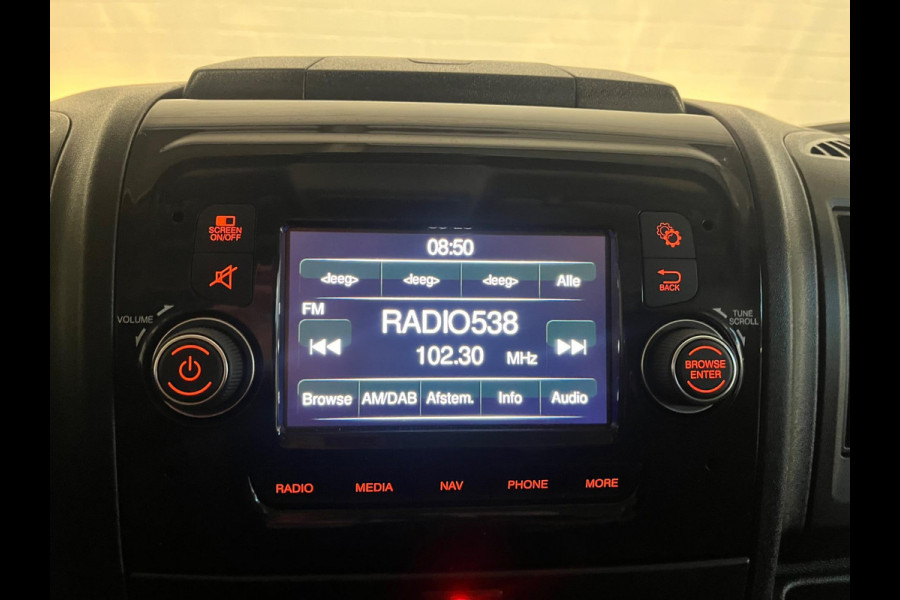 SCREEN
ON/OFF
08:50
<leeg> <leeg> <leeg> Alle
BACK
FM
RADIO538
102.30 MHz
VOLUME
TUNE
SCROLL
BROWSE
ENTER
Browse AM/DAB Afstem. Info Audio
RADIO MEDIA NAV PHONE MORE